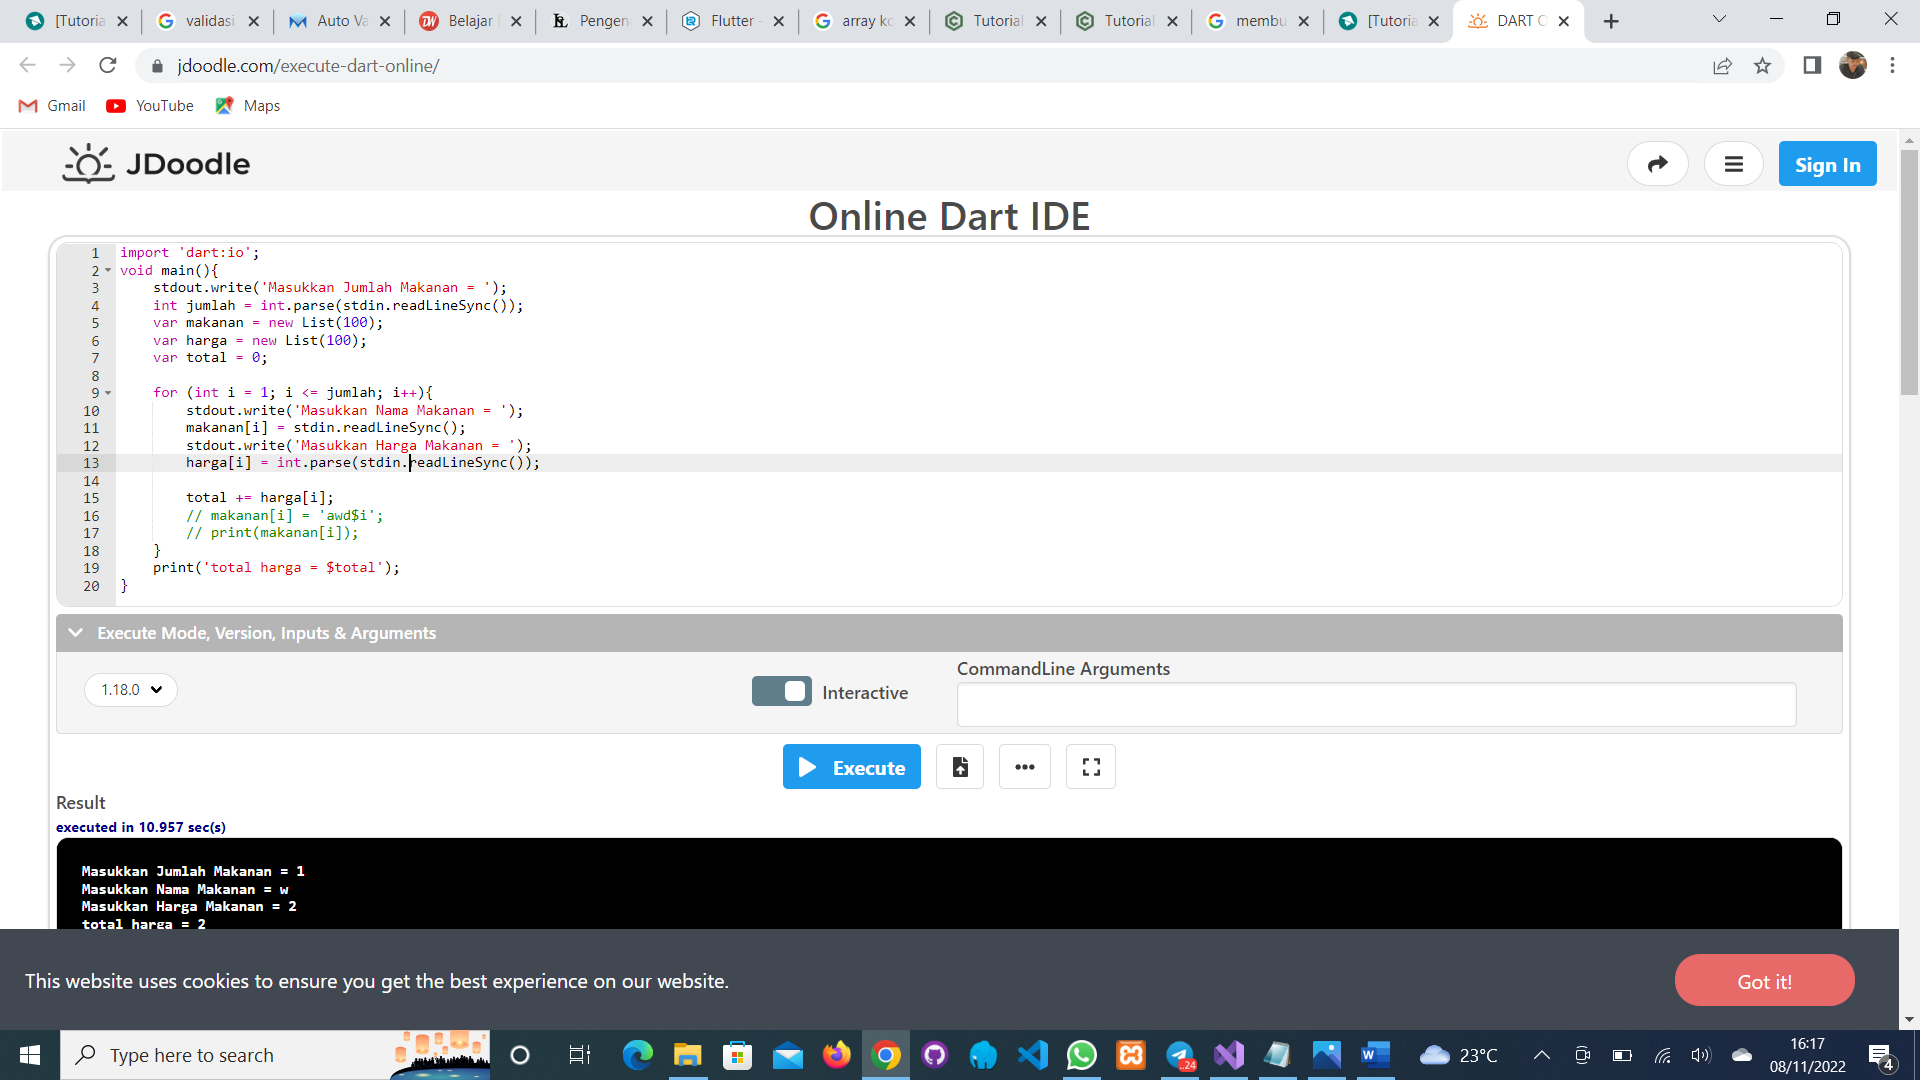 [Tutoria
validasi
Auto Va
Belajar
Pengen
Flutter -
array ko
Tutorial
Tutorial
membu
[Tutoria
DART O
jdoodle.com/execute-dart-online/
Gmail
YouTube
Maps
JDoodle
Sign In
Online Dart IDE
1 import 'dart:io';
2 void main(){
3 stdout.write('Masukkan Jumlah Makanan = ');
4 int jumlah = int.parse(stdin.readLineSync());
5 var makanan = new List(100);
6 var harga = new List(100);
7 var total = 0;
8
9 for (int i = 1; i <= jumlah; i++){
10 stdout.write('Masukkan Nama Makanan = ');
11 makanan[i] = stdin.readLineSync();
12 stdout.write('Masukkan Harga Makanan = ');
13 harga[i] = int.parse(stdin.readLineSync());
14
15 total += harga[i];
16 // makanan[i] = 'awd$i';
17 // print(makanan[i]);
18 }
19 print('total harga = $total');
20 }
Execute Mode, Version, Inputs & Arguments
1.18.0
Interactive
CommandLine Arguments
Execute
Result
executed in 10.957 sec(s)
Masukkan Jumlah Makanan = 1
Masukkan Nama Makanan = w
Masukkan Harga Makanan = 2
total harga = 2
This website uses cookies to ensure you get the best experience on our website.
Got it!
Type here to search
..24
23°C
16:17
08/11/2022
4